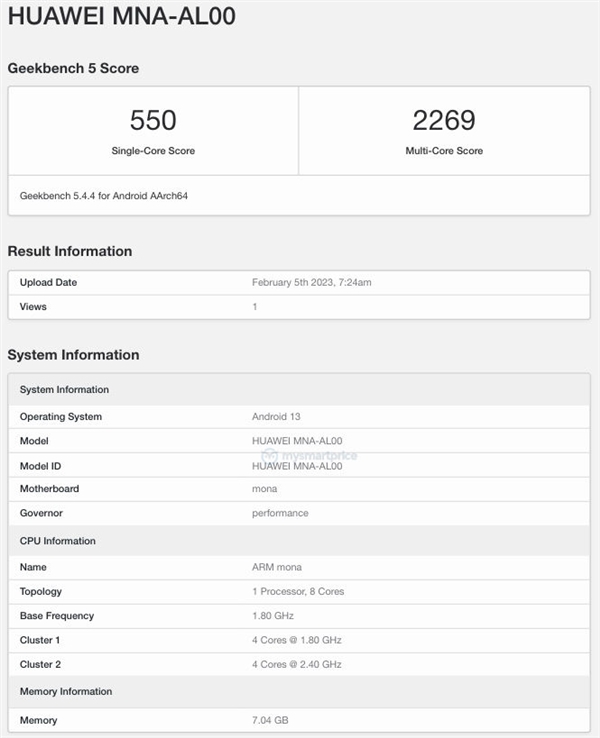 HUAWEI MNA-AL00
Geekbench 5 Score
550 2269
Single-Core Score Multi-Core Score
Geekbench 5.4.4 for Android AArch64
Result Information
Upload Date February 5th 2023, 7:24am
Views 1
System Information
System Information
Operating System Android 13
Model HUAWEI MNA-AL00
mysmartprice
Model ID HUAWEI MNA-AL00
Motherboard mona
Governor performance
CPU Information
Name ARM mona
Topology 1 Processor, 8 Cores
Base Frequency 1.80 GHz
Cluster 1 4 Cores @ 1.80 GHz
Cluster 2 4 Cores @ 2.40 GHz
Memory Information
Memory 7.04 GB